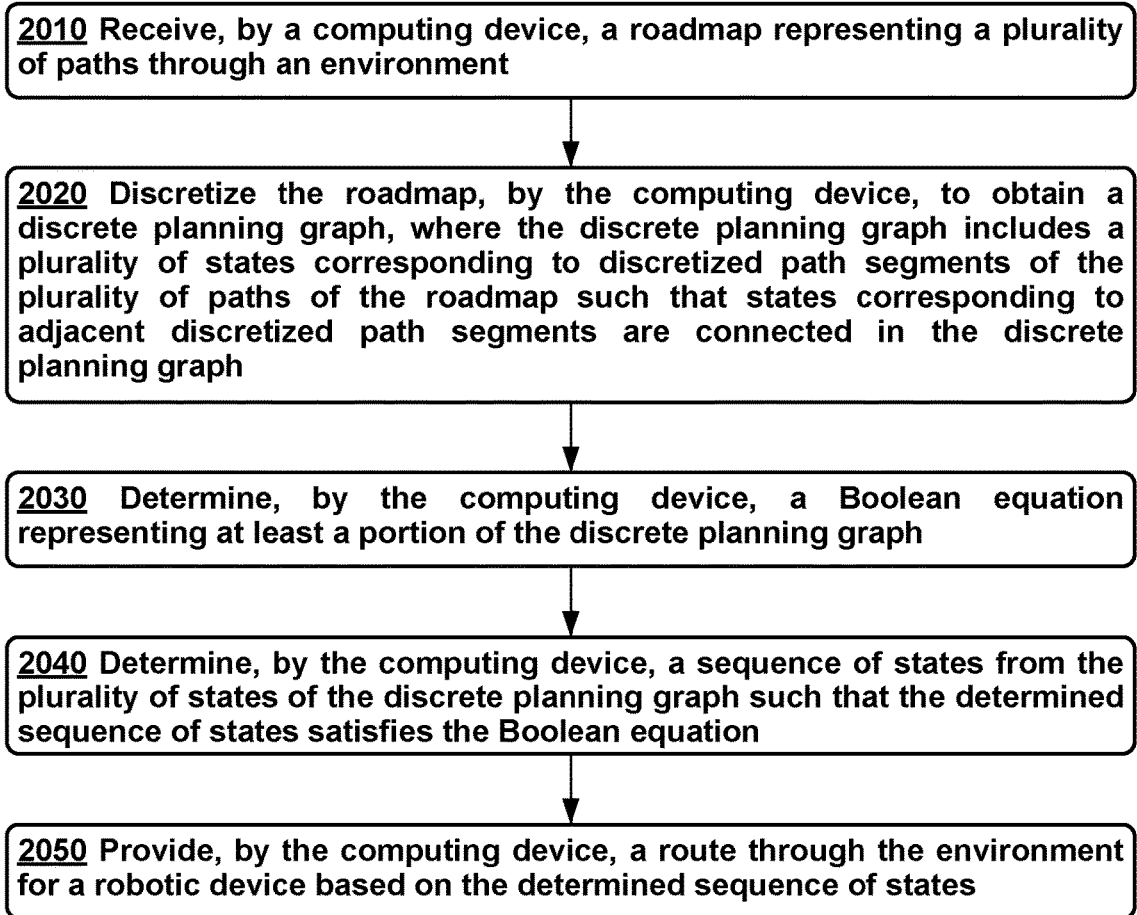 2010 Receive, by a computing device, a roadmap representing a plurality
of paths through an environment
2020 Discretize the roadmap, by the computing device, to obtain a
discrete planning graph, where the discrete planning graph includes a
plurality of states corresponding to discretized path segments of the
plurality of paths of the roadmap such that states corresponding to
adjacent discretized path segments are connected in the discrete
planning graph
2030 Determine, by the computing device, a Boolean equation
representing at least a portion of the discrete planning graph
2040 Determine, by the computing device, a sequence of states from the
plurality of states of the discrete planning graph such that the determined
sequence of states satisfies the Boolean equation
2050 Provide, by the computing device, a route through the environment
for a robotic device based on the determined sequence of states